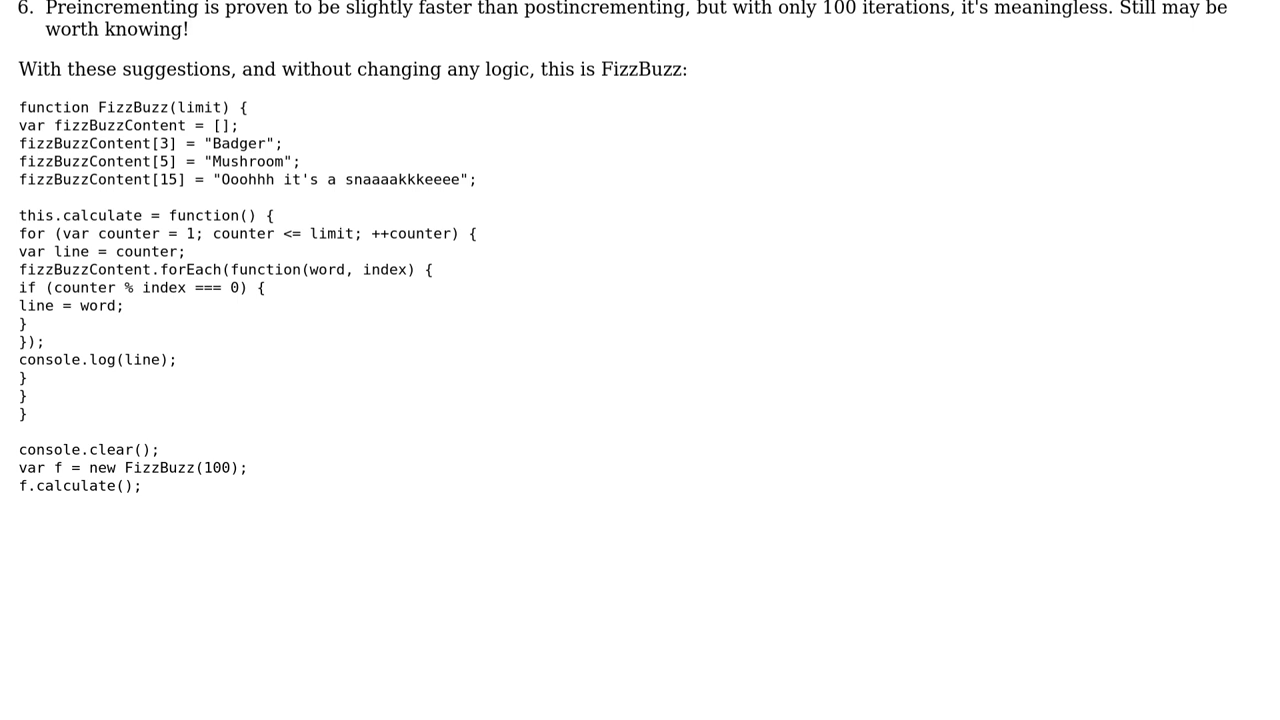 6. Preincrementing is proven to be slightly faster than postincrementing, but with only 100 iterations, it's meaningless. Still may be
worth knowing!
With these suggestions, and without changing any logic, this is FizzBuzz:
function FizzBuzz(limit) {
var fizzBuzzContent = [];
fizzBuzzContent[3] = "Badger";
fizzBuzzContent[5] = "Mushroom";
fizzBuzzContent[15] = "Ooohhh it's a snaaaakkkeeee";
this.calculate = function() {
for (var counter = 1; counter <= limit; ++counter) {
var line = counter;
fizzBuzzContent.forEach(function(word, index) {
if (counter % index === 0) {
line = word;
}
});
console.log(line);
}
}
}
console.clear();
var f = new FizzBuzz(100);
f.calculate();